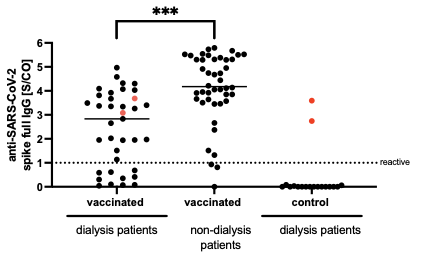 ***
anti-SARS-CoV-2
spike full IgG [S/CO]
6
5
4
3
2
1
0
reactive
vaccinated
vaccinated
control
dialysis patients
non-dialysis
patients
dialysis patients